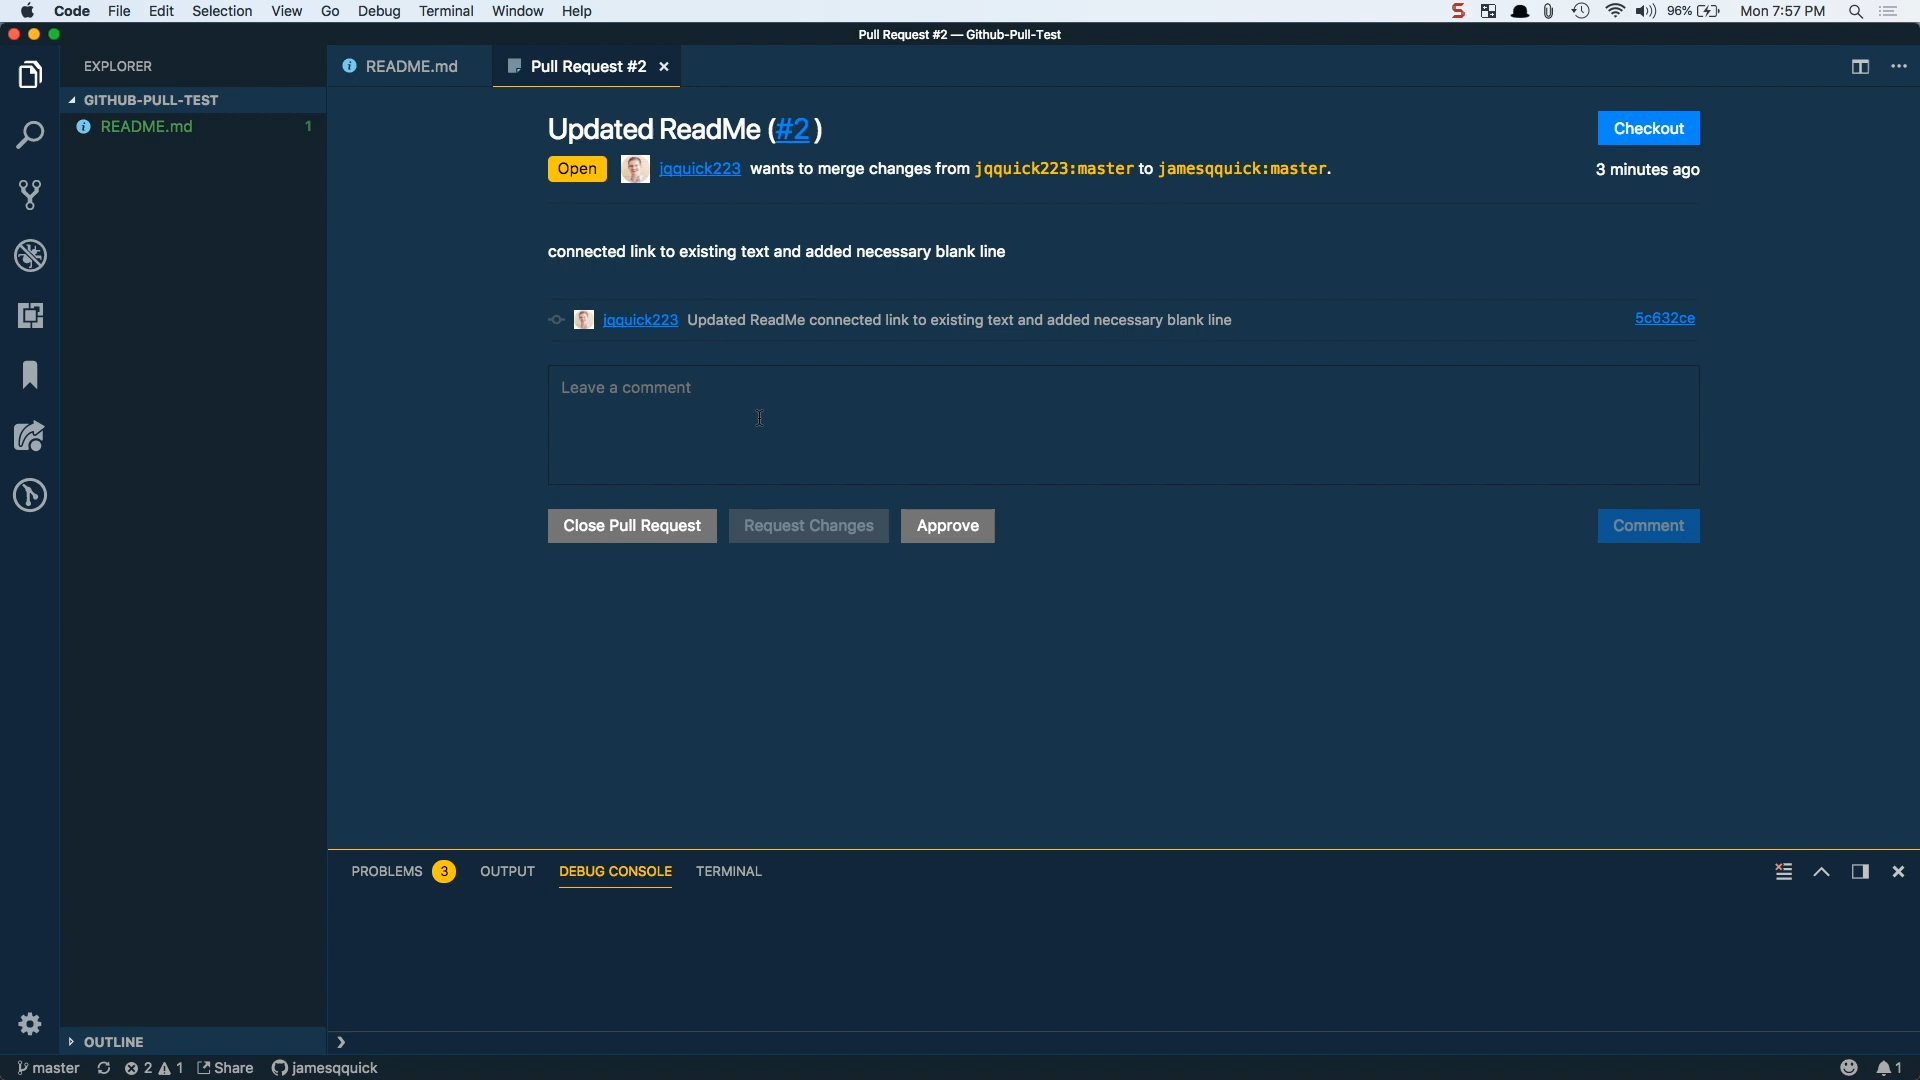 Code File Edit Selection View Go Debug Terminal Window Help 96% Mon 7:57 PM
Pull Request #2 — Github-Pull-Test
EXPLORER
README.md
Pull Request #2
GITHUB-PULL-TEST
README.md 1
Updated ReadMe (#2)
Checkout
Open jqquick223 wants to merge changes from jqquick223:master to jamesqquick:master.
3 minutes ago
connected link to existing text and added necessary blank line
jqquick223 Updated ReadMe connected link to existing text and added necessary blank line 5c632ce
Leave a comment
Close Pull Request Request Changes Approve Comment
PROBLEMS 3 OUTPUT DEBUG CONSOLE TERMINAL
OUTLINE
master 2 1 Share jamesqquick 1